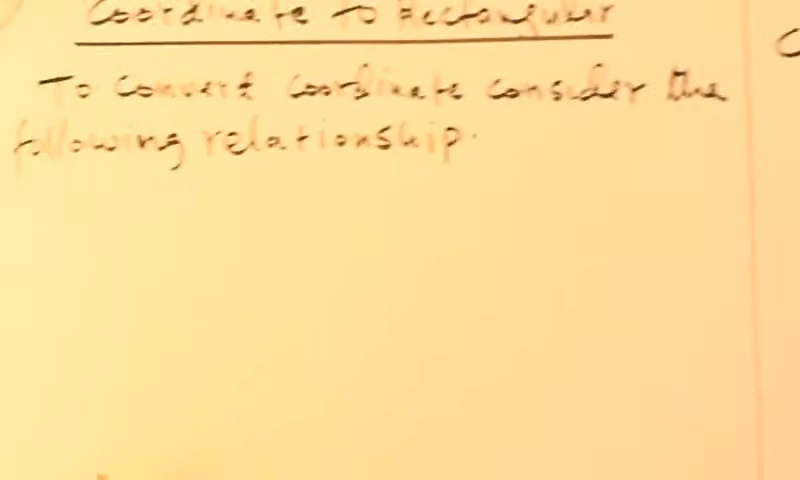 Coordinate to Rectangular
To convert coordinate consider the
following relationship.